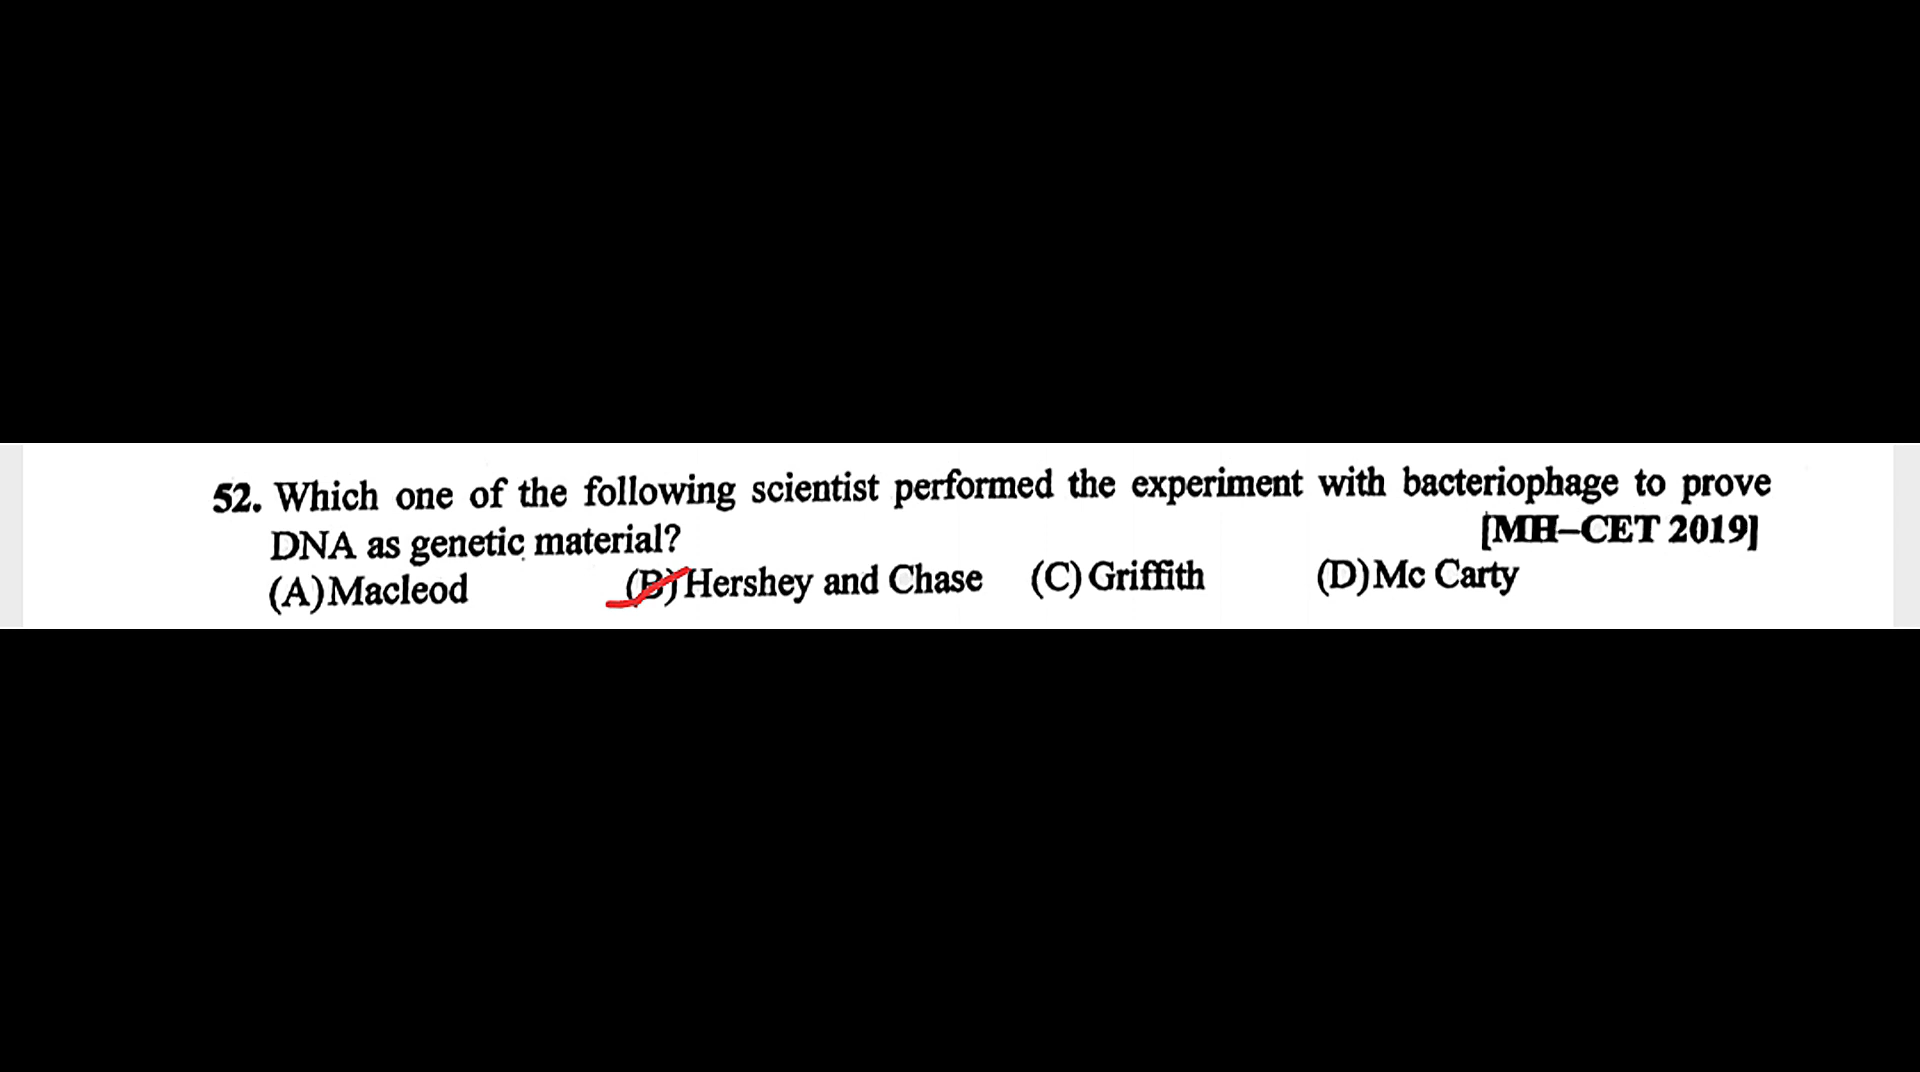 52. Which one of the following scientist performed the experiment with bacteriophage to prove
DNA as genetic material? [MH–CET 2019]
(A) Macleod (B) Hershey and Chase (C) Griffith (D) Mc Carty